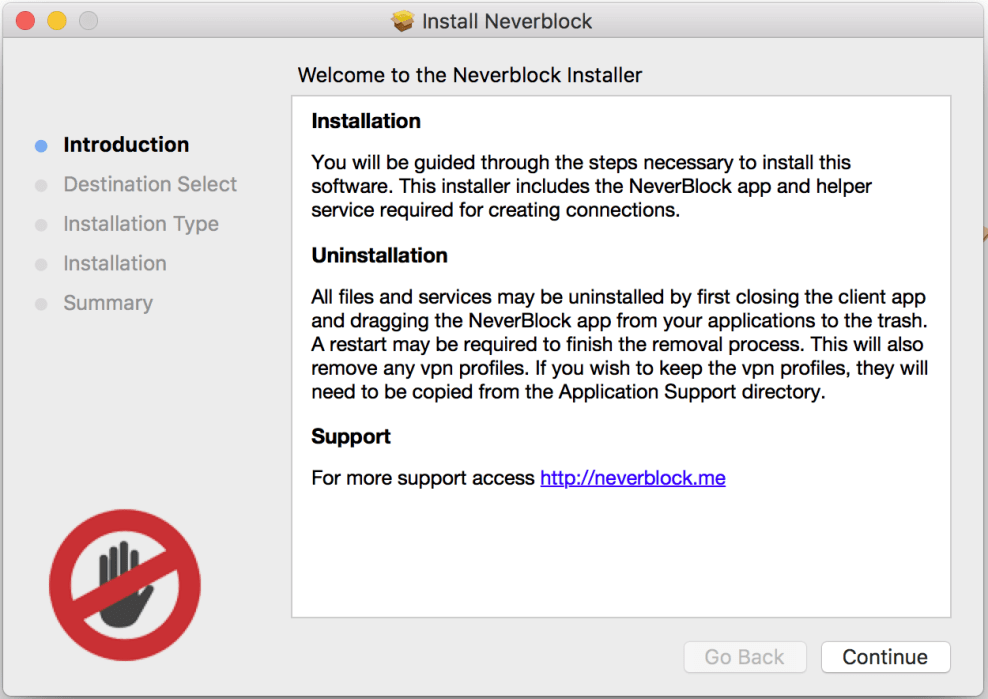 Install Neverblock
Welcome to the Neverblock Installer
Introduction
Destination Select
Installation Type
Installation
Summary
Installation
You will be guided through the steps necessary to install this
software. This installer includes the NeverBlock app and helper
service required for creating connections.
Uninstallation
All files and services may be uninstalled by first closing the client app
and dragging the NeverBlock app from your applications to the trash.
A restart may be required to finish the removal process. This will also
remove any vpn profiles. If you wish to keep the vpn profiles, they will
need to be copied from the Application Support directory.
Support
For more support access http://neverblock.me
Go Back
Continue